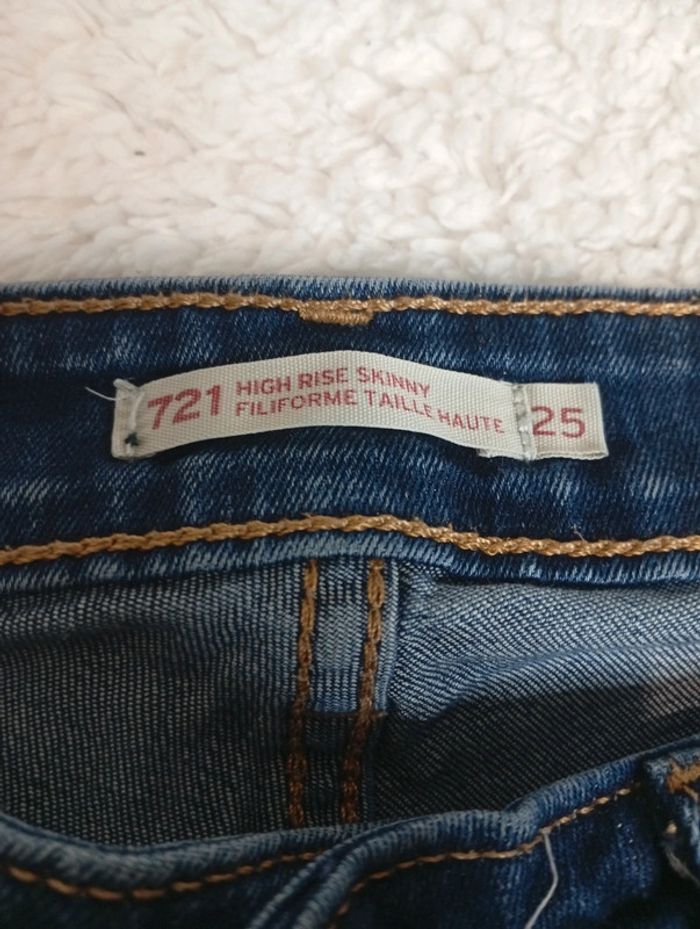 721 HIGH RISE SKINNY
FILIFORME TAILLE HAUTE
25